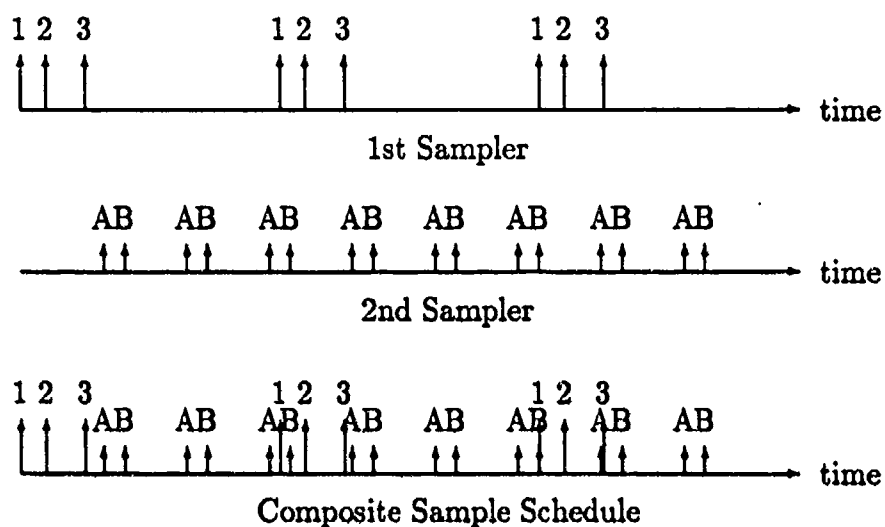 1 2 3 1 2 3 1 2 3
time
1st Sampler
AB AB AB AB AB AB AB AB
time
2nd Sampler
1 2 3 1 2 3 1 2 3
AB AB AB AB AB AB AB AB
time
Composite Sample Schedule